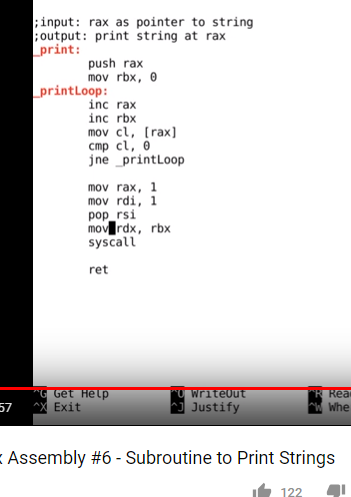 ;input: rax as pointer to string
;output: print string at rax
_print:
push rax
mov rbx, 0
_printLoop:
inc rax
inc rbx
mov cl, [rax]
cmp cl, 0
jne _printLoop
mov rax, 1
mov rdi, 1
pop rsi
mov rdx, rbx
syscall
ret
^G Get Help ^O WriteOut ^R Rea
57 ^X Exit ^J Justify ^W Whe
x Assembly #6 - Subroutine to Print Strings
122